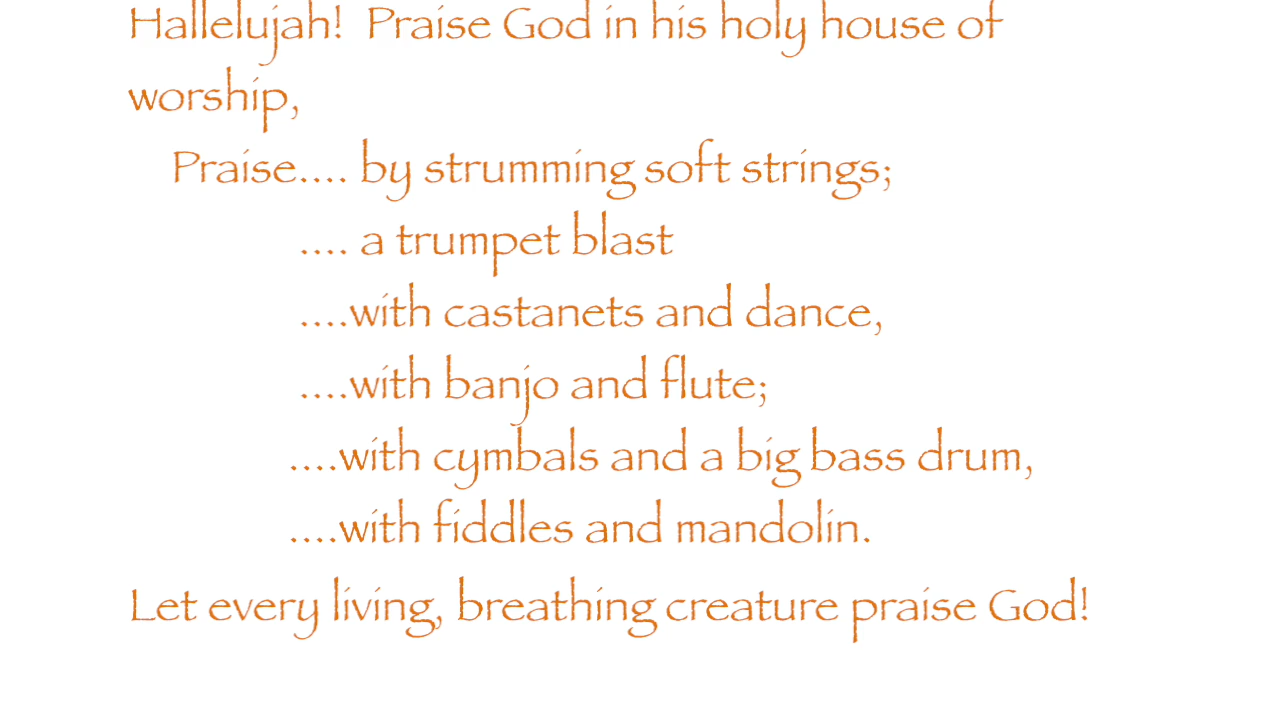 Hallelujah!  Praise God in his holy house of
worship,
Praise.... by strumming soft strings;
.... a trumpet blast
....with castanets and dance,
....with banjo and flute;
....with cymbals and a big bass drum,
....with fiddles and mandolin.
Let every living, breathing creature praise God!